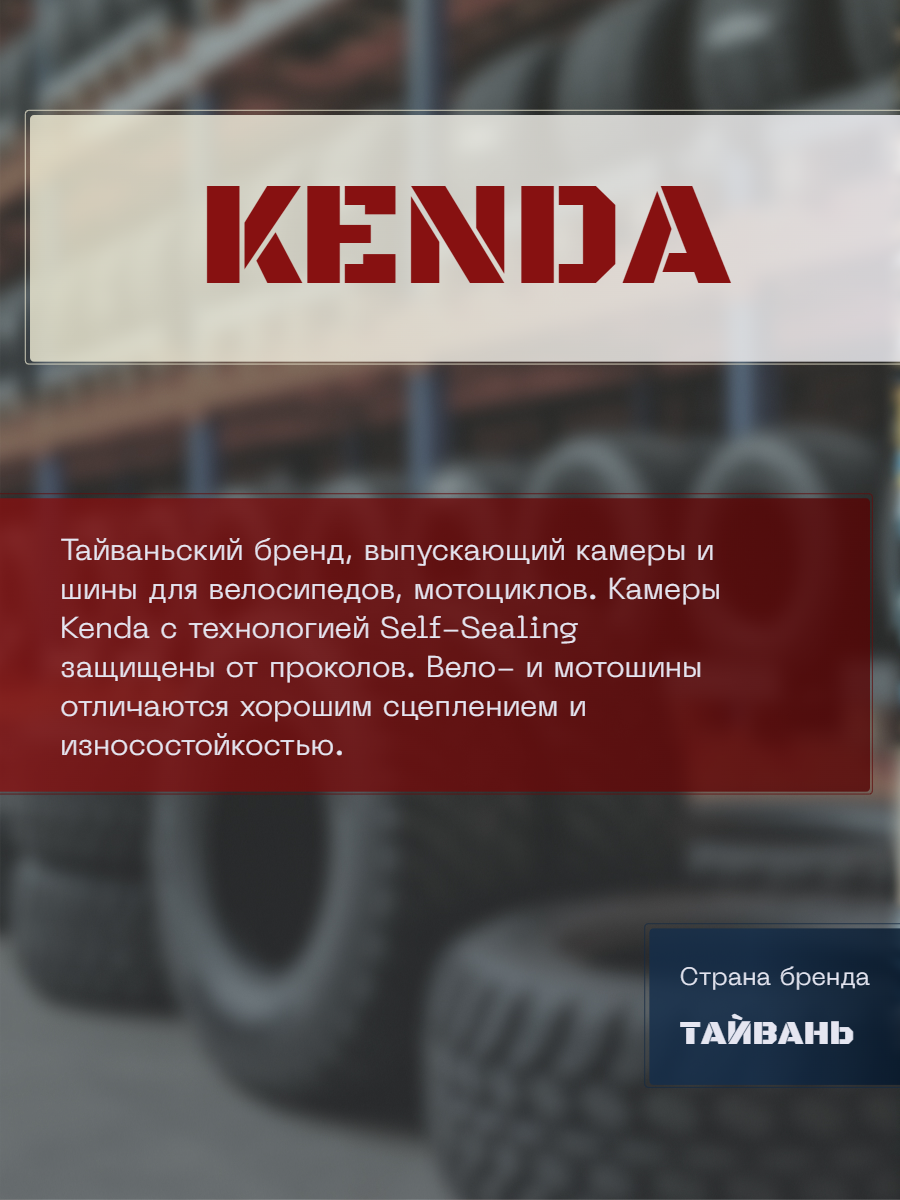 KENDA
Тайваньский бренд, выпускающий камеры и
шины для велосипедов, мотоциклов. Камеры
Kenda с технологией Self-Sealing
защищены от проколов. Вело- и мотошины
отличаются хорошим сцеплением и
износостойкостью.
Страна бренда
ТАЙВАНЬ